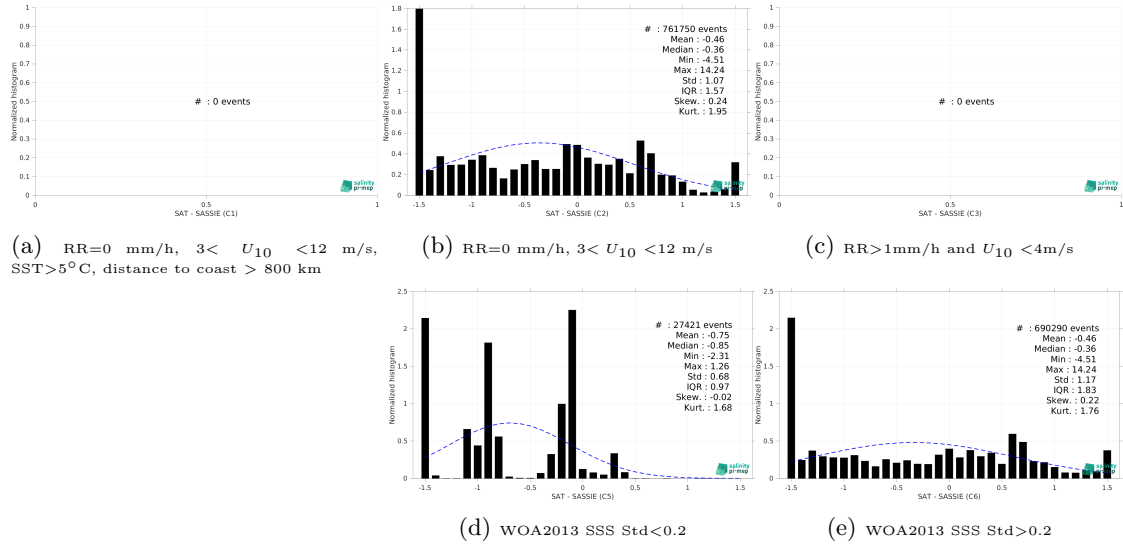 1
0.9
0.8
0.7
0.6
0.5
0.4
0.3
0.2
0.1
0
Normalized histogram
# : 0 events
salinity
pi-mep
0 0.5 1
SAT - SASSIE (C1)
(a) RR=0 mm/h, 3< U10 <12 m/s,
SST>5°C, distance to coast > 800 km
1.8
1.6
1.4
1.2
1
0.8
0.6
0.4
0.2
0
Normalized histogram
# : 761750 events
Mean : -0.46
Median : -0.36
Min : -4.51
Max : 14.24
Std : 1.07
IQR : 1.57
Skew. : 0.24
Kurt. : 1.95
salinity
pi-mep
-1.5 -1 -0.5 0 0.5 1 1.5
SAT - SASSIE (C2)
(b) RR=0 mm/h, 3< U10 <12 m/s
1
0.9
0.8
0.7
0.6
0.5
0.4
0.3
0.2
0.1
0
Normalized histogram
# : 0 events
salinity
pi-mep
0 0.5 1
SAT - SASSIE (C3)
(c) RR>1mm/h and U10 <4m/s
2.5
2
1.5
1
0.5
0
Normalized histogram
# : 27421 events
Mean : -0.75
Median : -0.85
Min : -2.31
Max : 1.26
Std : 0.68
IQR : 0.97
Skew. : -0.02
Kurt. : 1.68
salinity
pi-mep
-1.5 -1 -0.5 0 0.5 1 1.5
SAT - SASSIE (C5)
(d) WOA2013 SSS Std<0.2
2.5
2
1.5
1
0.5
0
Normalized histogram
# : 690290 events
Mean : -0.46
Median : -0.36
Min : -4.51
Max : 14.24
Std : 1.17
IQR : 1.83
Skew. : 0.22
Kurt. : 1.76
salinity
pi-mep
-1.5 -1 -0.5 0 0.5 1 1.5
SAT - SASSIE (C6)
(e) WOA2013 SSS Std>0.2